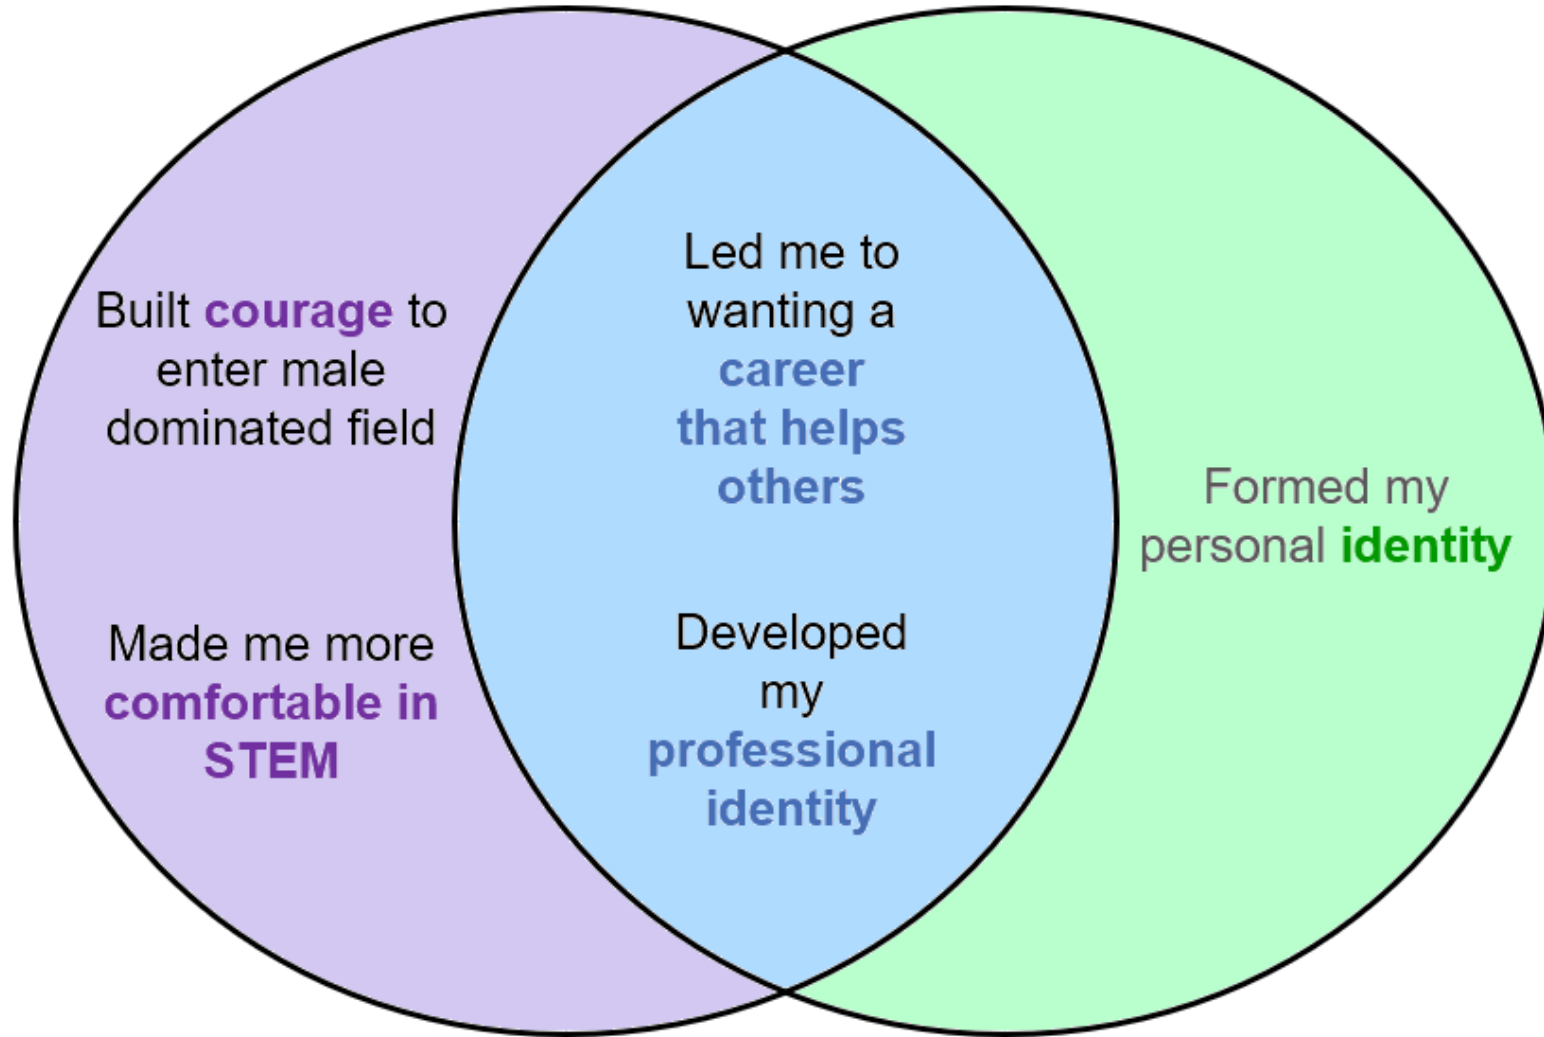 Built courage to
enter male
dominated field
Made me more
comfortable in
STEM
Led me to
wanting a
career
that helps
others
Developed
my
professional
identity
Formed my
personal identity